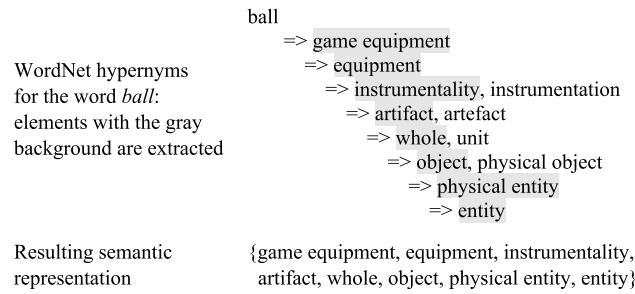 WordNet hypernyms
for the word ball:
elements with the gray
background are extracted
ball
=> game equipment
=> equipment
=> instrumentality, instrumentation
=> artifact, artefact
=> whole, unit
=> object, physical object
=> physical entity
=> entity
Resulting semantic
representation
{game equipment, equipment, instrumentality,
artifact, whole, object, physical entity, entity}